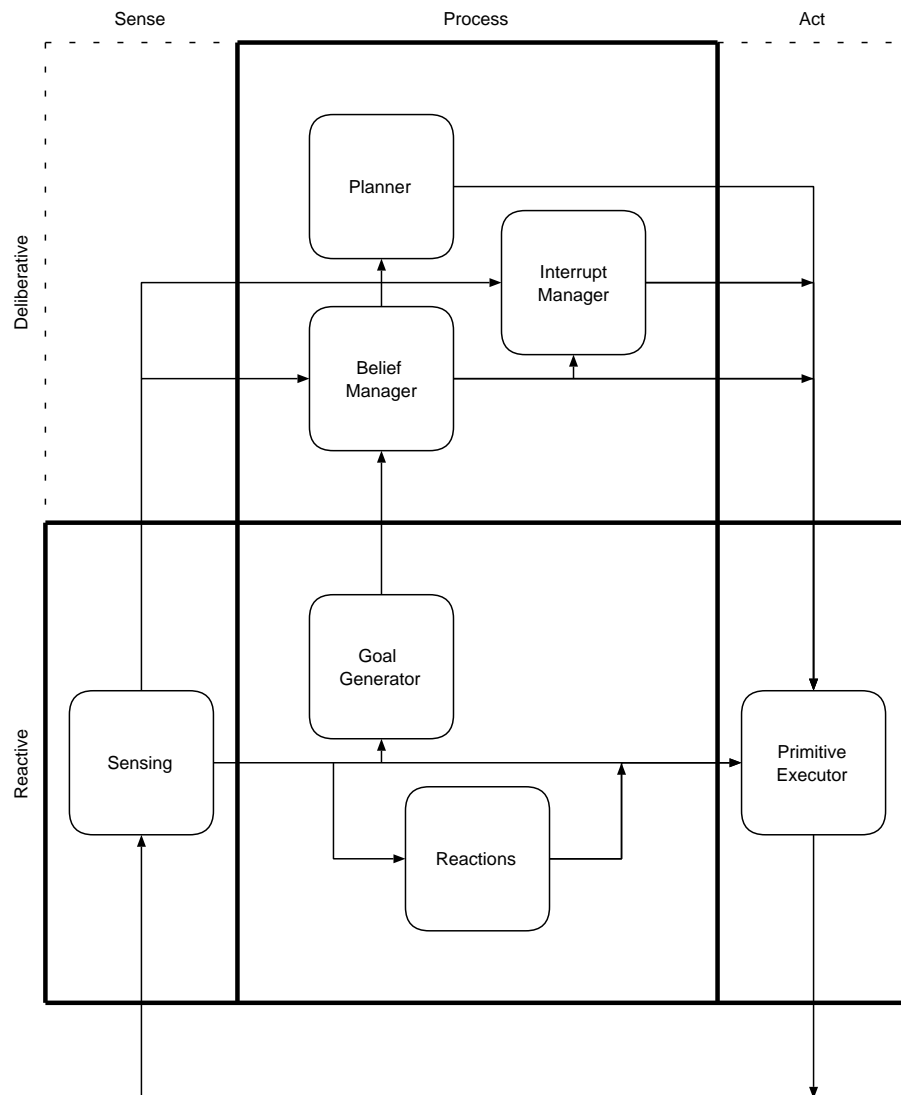 Sense
Process
Act
Deliberative
Planner
Interrupt
Manager
Belief
Manager
Reactive
Goal
Generator
Sensing
Primitive
Executor
Reactions